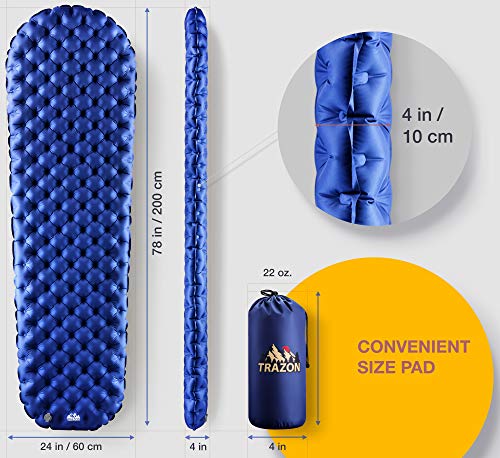 78 in / 200 cm
4 in /
10 cm
22 oz.
TRAZON
CONVENIENT
SIZE PAD
24 in / 60 cm
4 in
4 in